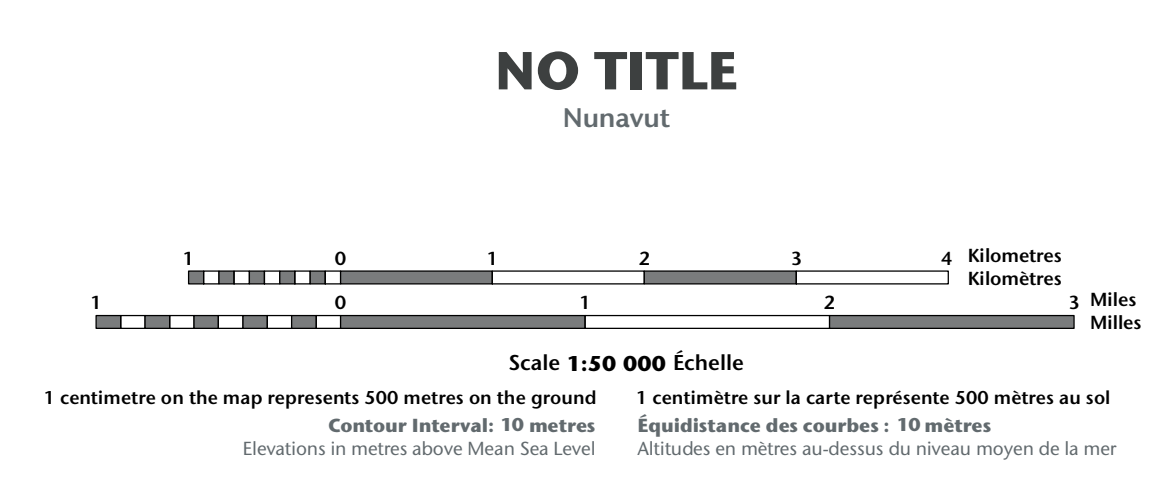 NO TITLE
Nunavut
1 0 1 2 3 4 Kilometres
Kilomètres
1 0 1 2 3 Miles
Milles
Scale 1:50 000 Échelle
1 centimetre on the map represents 500 metres on the ground
Contour Interval: 10 metres
Elevations in metres above Mean Sea Level
1 centimètre sur la carte représente 500 mètres au sol
Équidistance des courbes : 10 mètres
Altitudes en mètres au-dessus du niveau moyen de la mer